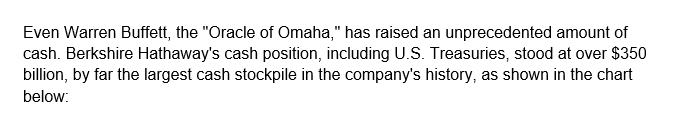 Even Warren Buffett, the "Oracle of Omaha," has raised an unprecedented amount of
cash. Berkshire Hathaway's cash position, including U.S. Treasuries, stood at over $350
billion, by far the largest cash stockpile in the company's history, as shown in the chart
below: